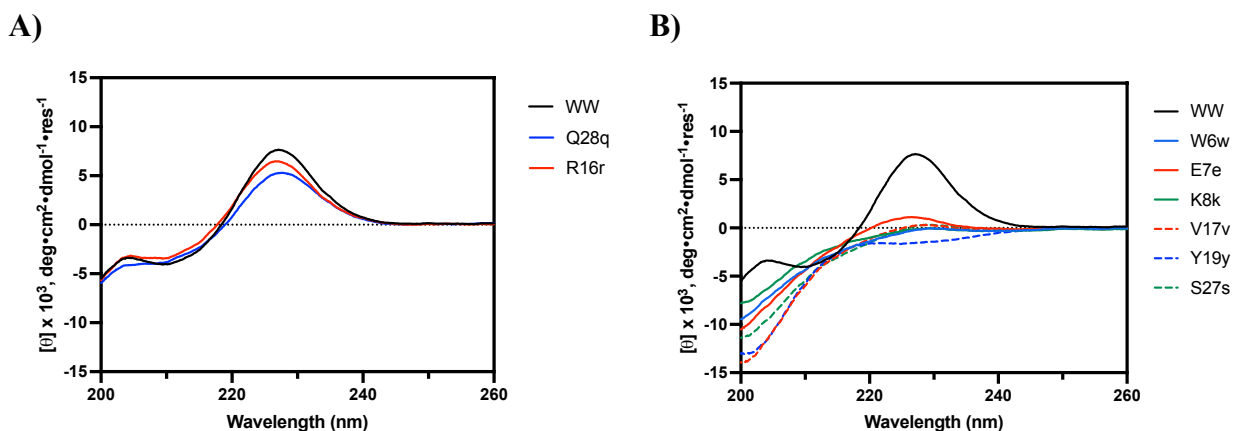 A)
15
10
5
0
-5
-10
-15
[θ] x 10³, deg•cm²•dmol⁻¹•res⁻¹
200
220
240
260
Wavelength (nm)
WW
Q28q
R16r
B)
15
10
5
0
-5
-10
-15
[θ] x 10³, deg•cm²•dmol⁻¹•res⁻¹
200
220
240
260
Wavelength (nm)
WW
W6w
E7e
K8k
V17v
Y19y
S27s